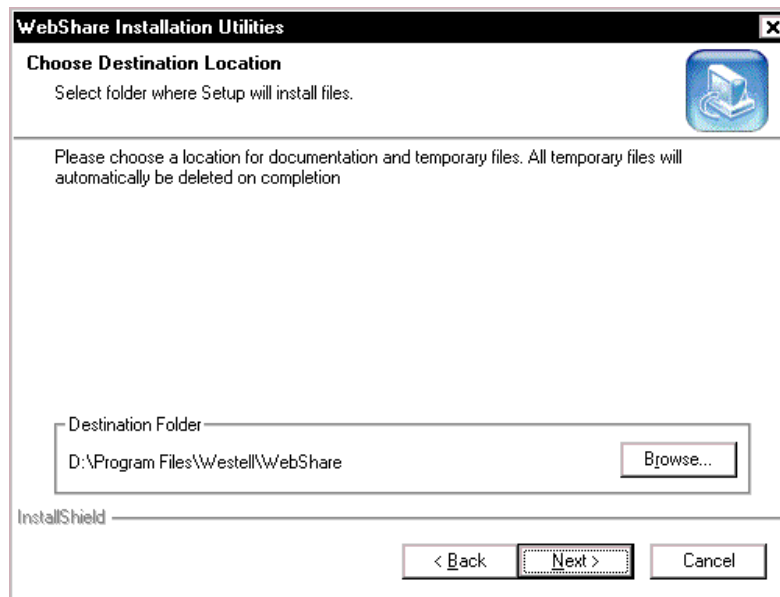 WebShare Installation Utilities
Choose Destination Location
Select folder where Setup will install files.
Please choose a location for documentation and temporary files. All temporary files will
automatically be deleted on completion
Destination Folder
D:\Program Files\Westell\WebShare
Browse...
InstallShield
< Back
Next >
Cancel